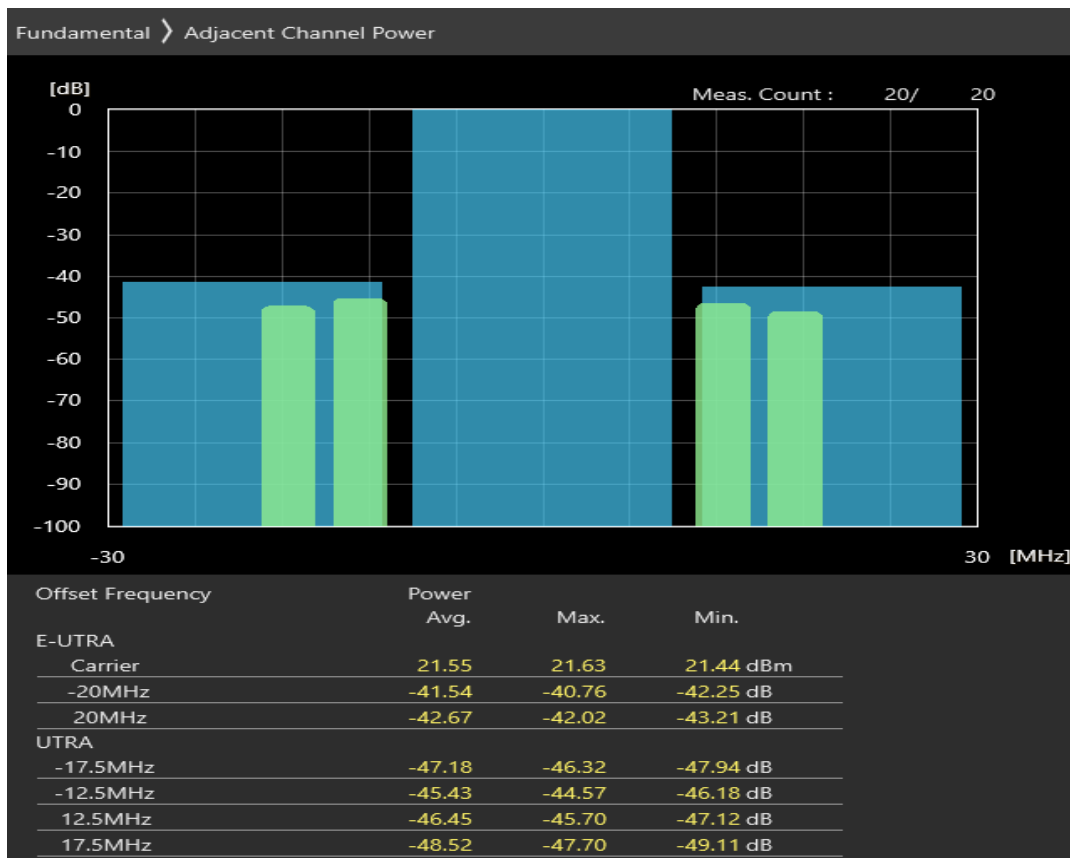 Fundamental 〉 Adjacent Channel Power
[dB]
Meas. Count : 20/ 20
0
-10
-20
-30
-40
-50
-60
-70
-80
-90
-100
-30 30 [MHz]
Offset Frequency Power
Avg. Max. Min.
E-UTRA
Carrier 21.55 21.63 21.44 dBm
-20MHz -41.54 -40.76 -42.25 dB
20MHz -42.67 -42.02 -43.21 dB
UTRA
-17.5MHz -47.18 -46.32 -47.94 dB
-12.5MHz -45.43 -44.57 -46.18 dB
12.5MHz -46.45 -45.70 -47.12 dB
17.5MHz -48.52 -47.70 -49.11 dB